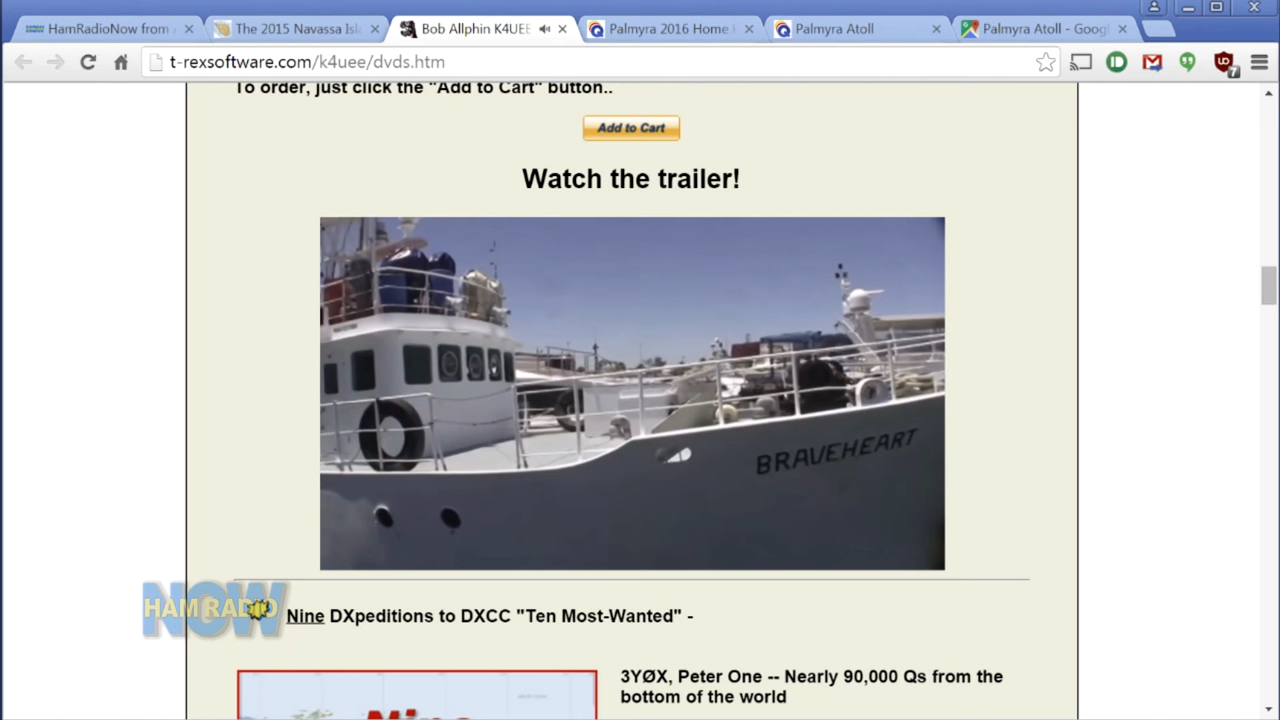 HamRadioNow from
The 2015 Navassa Isl
Bob Allphin K4UEE
Palmyra 2016 Home
Palmyra Atoll
Palmyra Atoll - Goog
t-rexsoftware.com/k4uee/dvds.htm
7
To order, just click the "Add to Cart" button..
Add to Cart
Watch the trailer!
BRAVEHEART
HAM RADIO
NOW
Nine DXpeditions to DXCC "Ten Most-Wanted" -
3YØX, Peter One -- Nearly 90,000 Qs from the
bottom of the world
Nine